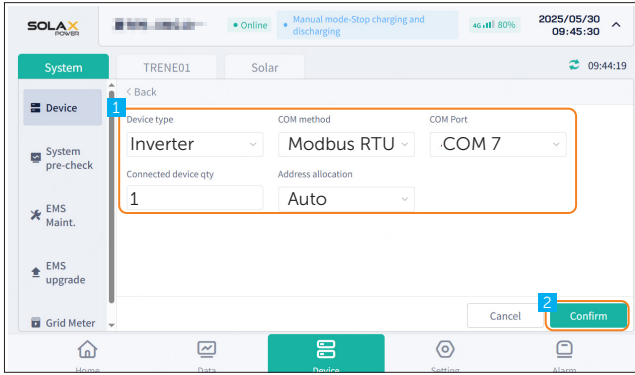 SOLAX
POWER
Online
Manual mode-Stop charging and
discharging
4G 80%
2025/05/30
09:45:30
System
TRENE01
Solar
09:44:19
< Back
Device
System
pre-check
EMS
Maint.
EMS
upgrade
Grid Meter
1
Device type
COM method
COM Port
Inverter
Modbus RTU
COM 7
Connected device qty
Address allocation
1
Auto
2
Cancel
Confirm
Home
Data
Device
Setting
Alarm